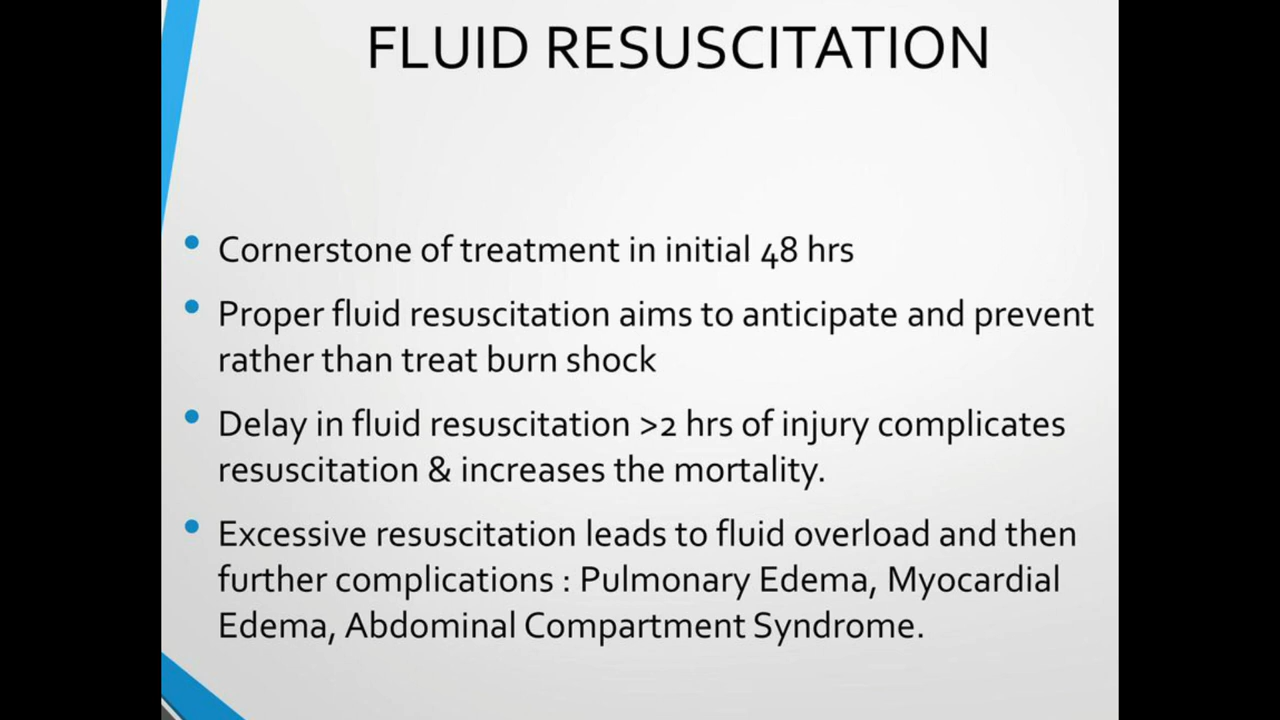 FLUID RESUSCITATION
• Cornerstone of treatment in initial 48 hrs
• Proper fluid resuscitation aims to anticipate and prevent
rather than treat burn shock
• Delay in fluid resuscitation >2 hrs of injury complicates
resuscitation & increases the mortality.
• Excessive resuscitation leads to fluid overload and then
further complications : Pulmonary Edema, Myocardial
Edema, Abdominal Compartment Syndrome.